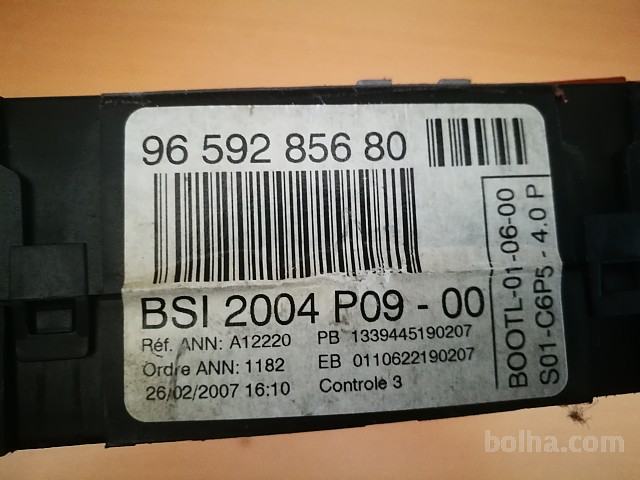 96 592 856 80
BSI 2004 P09 - 00
Réf. ANN: A12220 PB 1339445190207
Ordre ANN: 1182 EB 0110622190207
26/02/2007 16:10 Controle 3
BOOTL-01-06-00
S01-C6P5 - 4.0 P
bolha.com